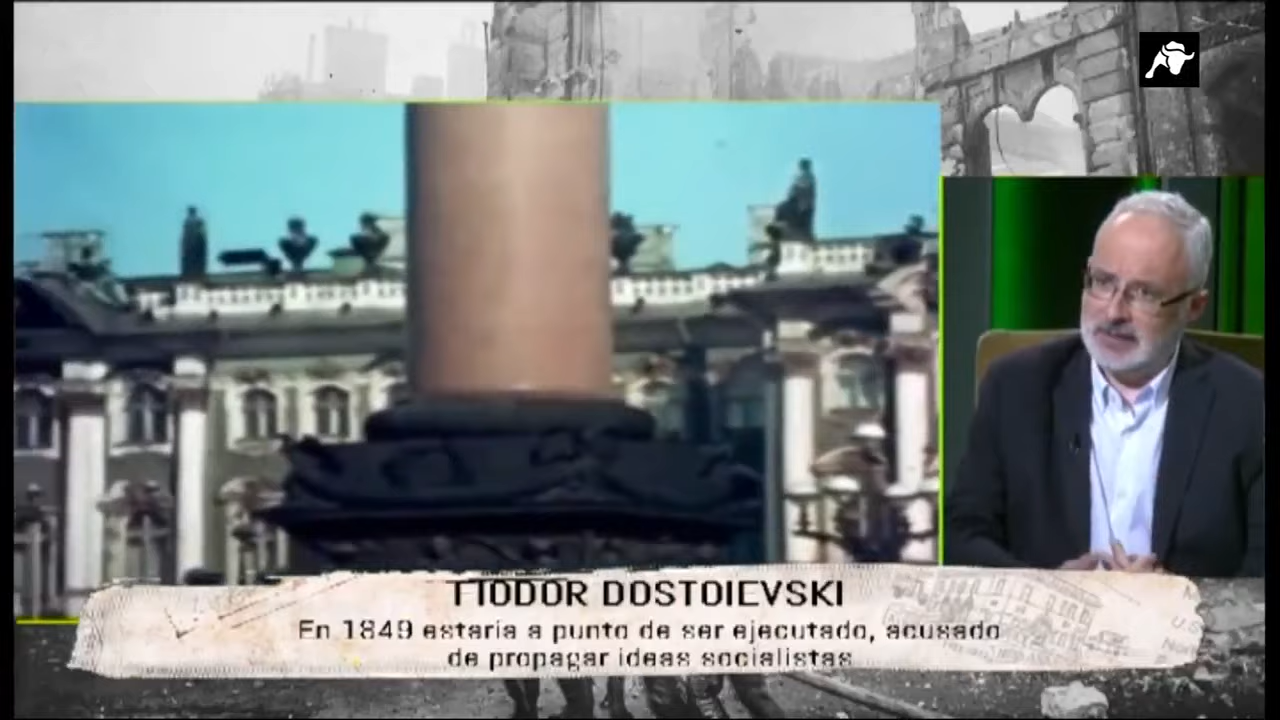 TIODOR DOSTOIEVSKI
En 1849 estaría a punto de ser ejecutado, acusado
de propagar ideas socialistas